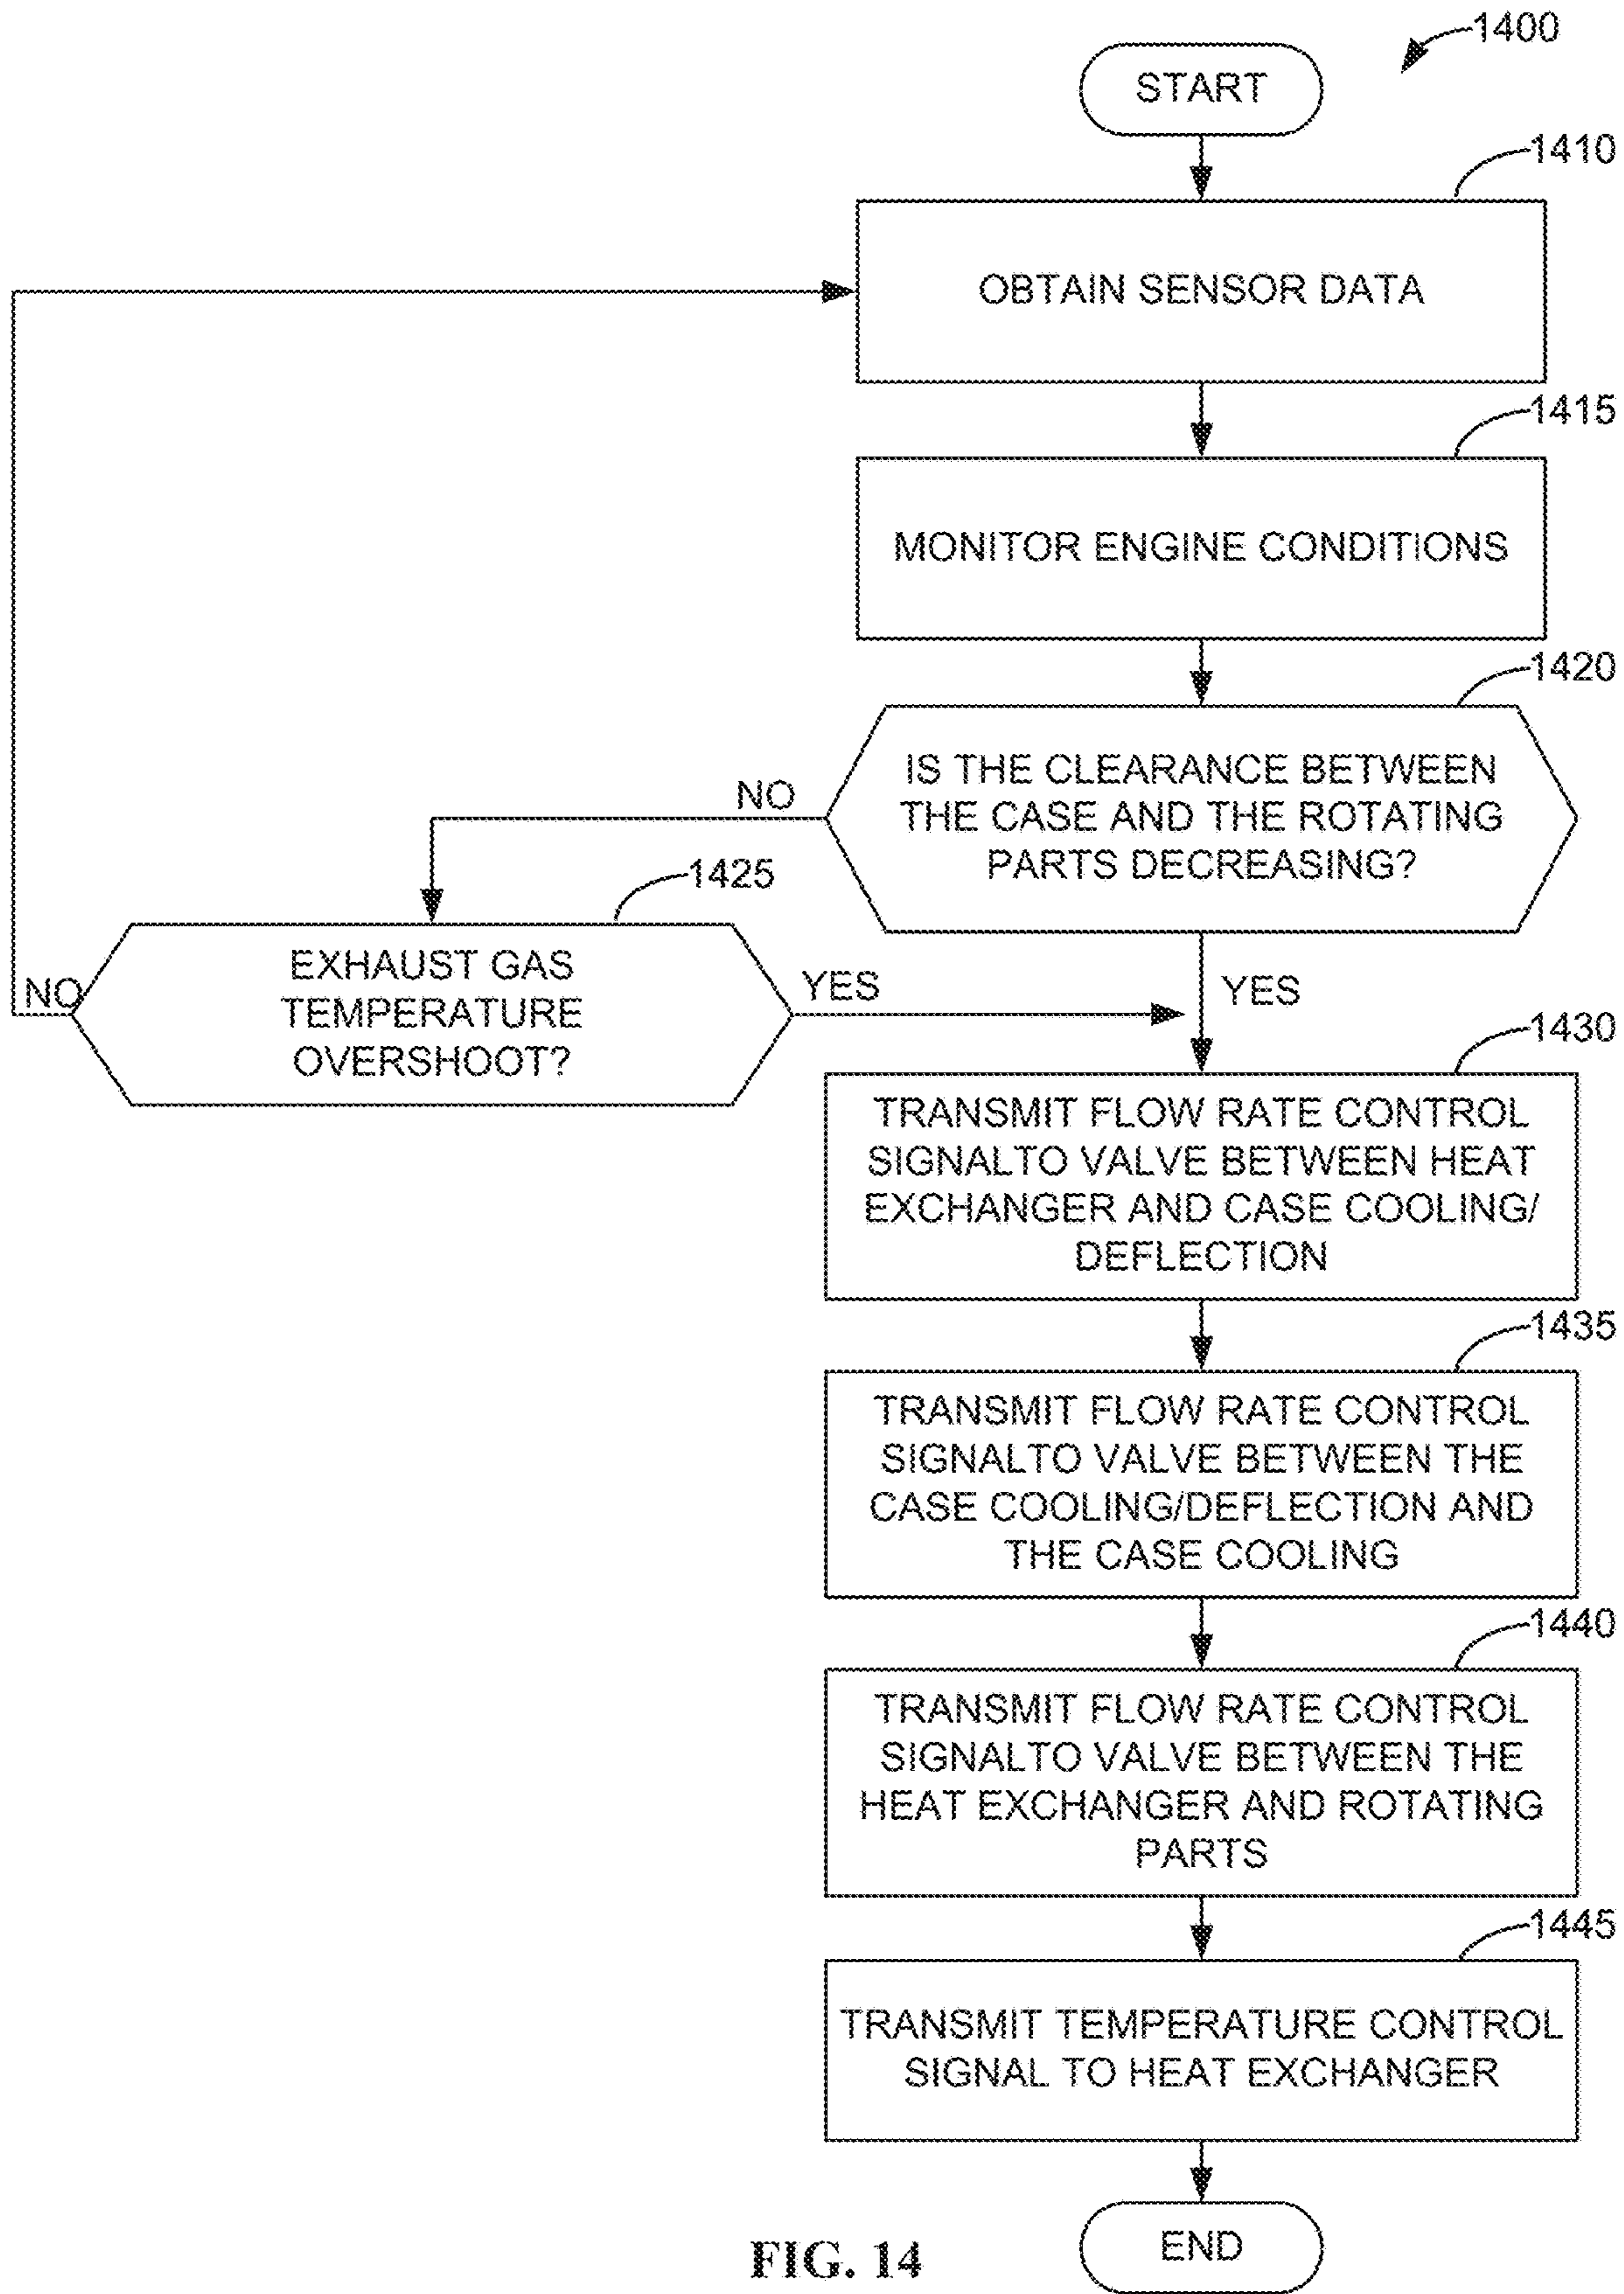 1400
START
1410
OBTAIN SENSOR DATA
1415
MONITOR ENGINE CONDITIONS
1420
IS THE CLEARANCE BETWEEN
THE CASE AND THE ROTATING
PARTS DECREASING?
NO
1425
EXHAUST GAS
TEMPERATURE
OVERSHOOT?
NO
YES
YES
1430
TRANSMIT FLOW RATE CONTROL
SIGNALTO VALVE BETWEEN HEAT
EXCHANGER AND CASE COOLING/
DEFLECTION
1435
TRANSMIT FLOW RATE CONTROL
SIGNALTO VALVE BETWEEN THE
CASE COOLING/DEFLECTION AND
THE CASE COOLING
1440
TRANSMIT FLOW RATE CONTROL
SIGNALTO VALVE BETWEEN THE
HEAT EXCHANGER AND ROTATING
PARTS
1445
TRANSMIT TEMPERATURE CONTROL
SIGNAL TO HEAT EXCHANGER
END
FIG. 14